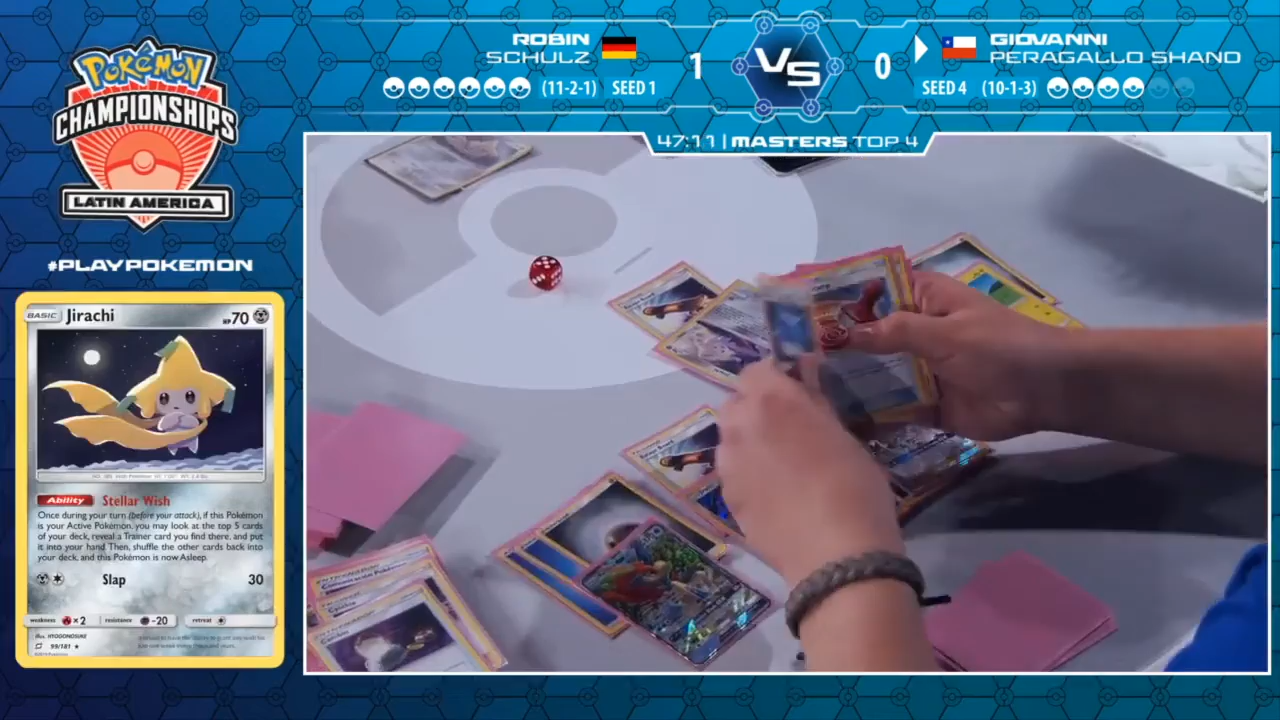 POKÉMON
CHAMPIONSHIPS
LATIN AMERICA
#PLAYPOKEMON
ROBIN
SCHULZ
(11-2-1) SEED 1
1
VS
0
GIOVANNI
PERAGALLO SHANO
SEED 4 (10-1-3)
47:11 | MASTERS TOP 4
BASIC Jirachi HP70
Ability Stellar Wish
Once during your turn (before your attack), if this Pokémon
is your Active Pokémon, you may look at the top 5 cards
of your deck, reveal a Trainer card you find there, and put
it into your hand. Then, shuffle the other cards back into
your deck, and this Pokémon is now Asleep.
Slap 30
weakness ×2 resistance -20 retreat
99/181